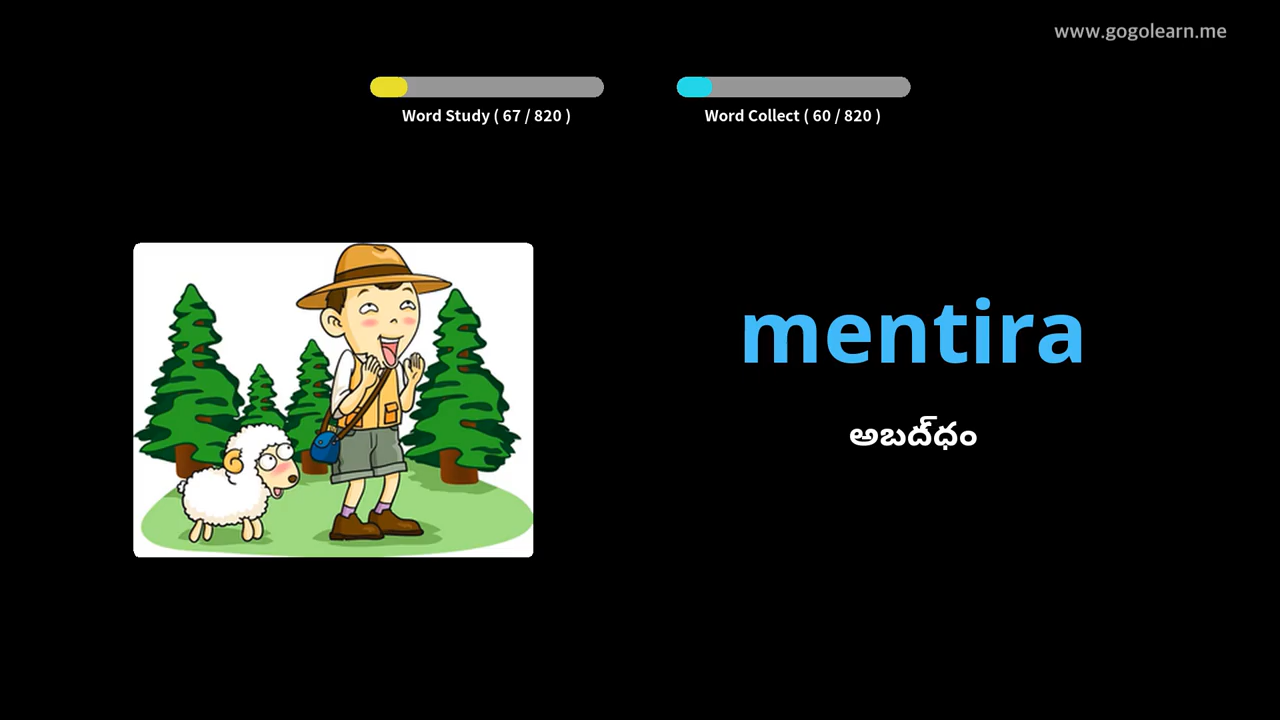 www.gogolearn.me
Word Study ( 67 / 820 )
Word Collect ( 60 / 820 )
mentira
అబద్‌ధం